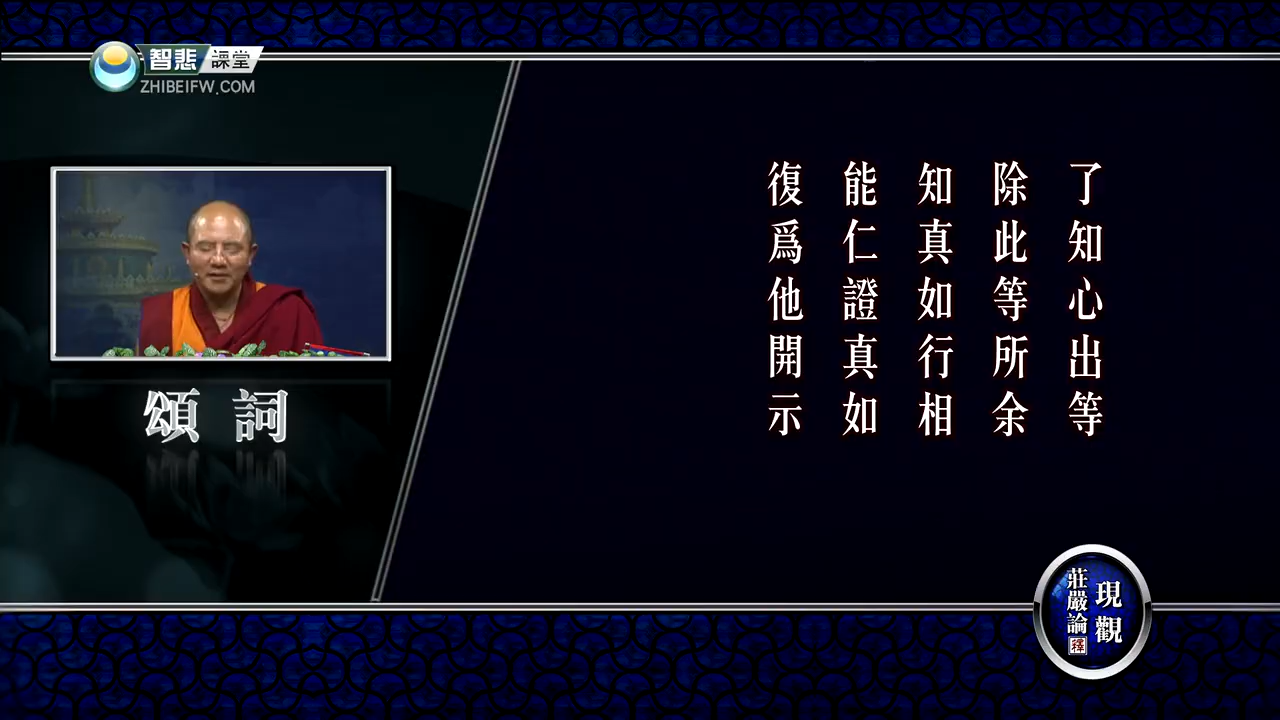 智悲課堂
ZHIBEIFW.COM
了知心出等
除此等所余
知真如行相
能仁證真如
復爲他開示
頌詞
現觀
莊嚴論釋